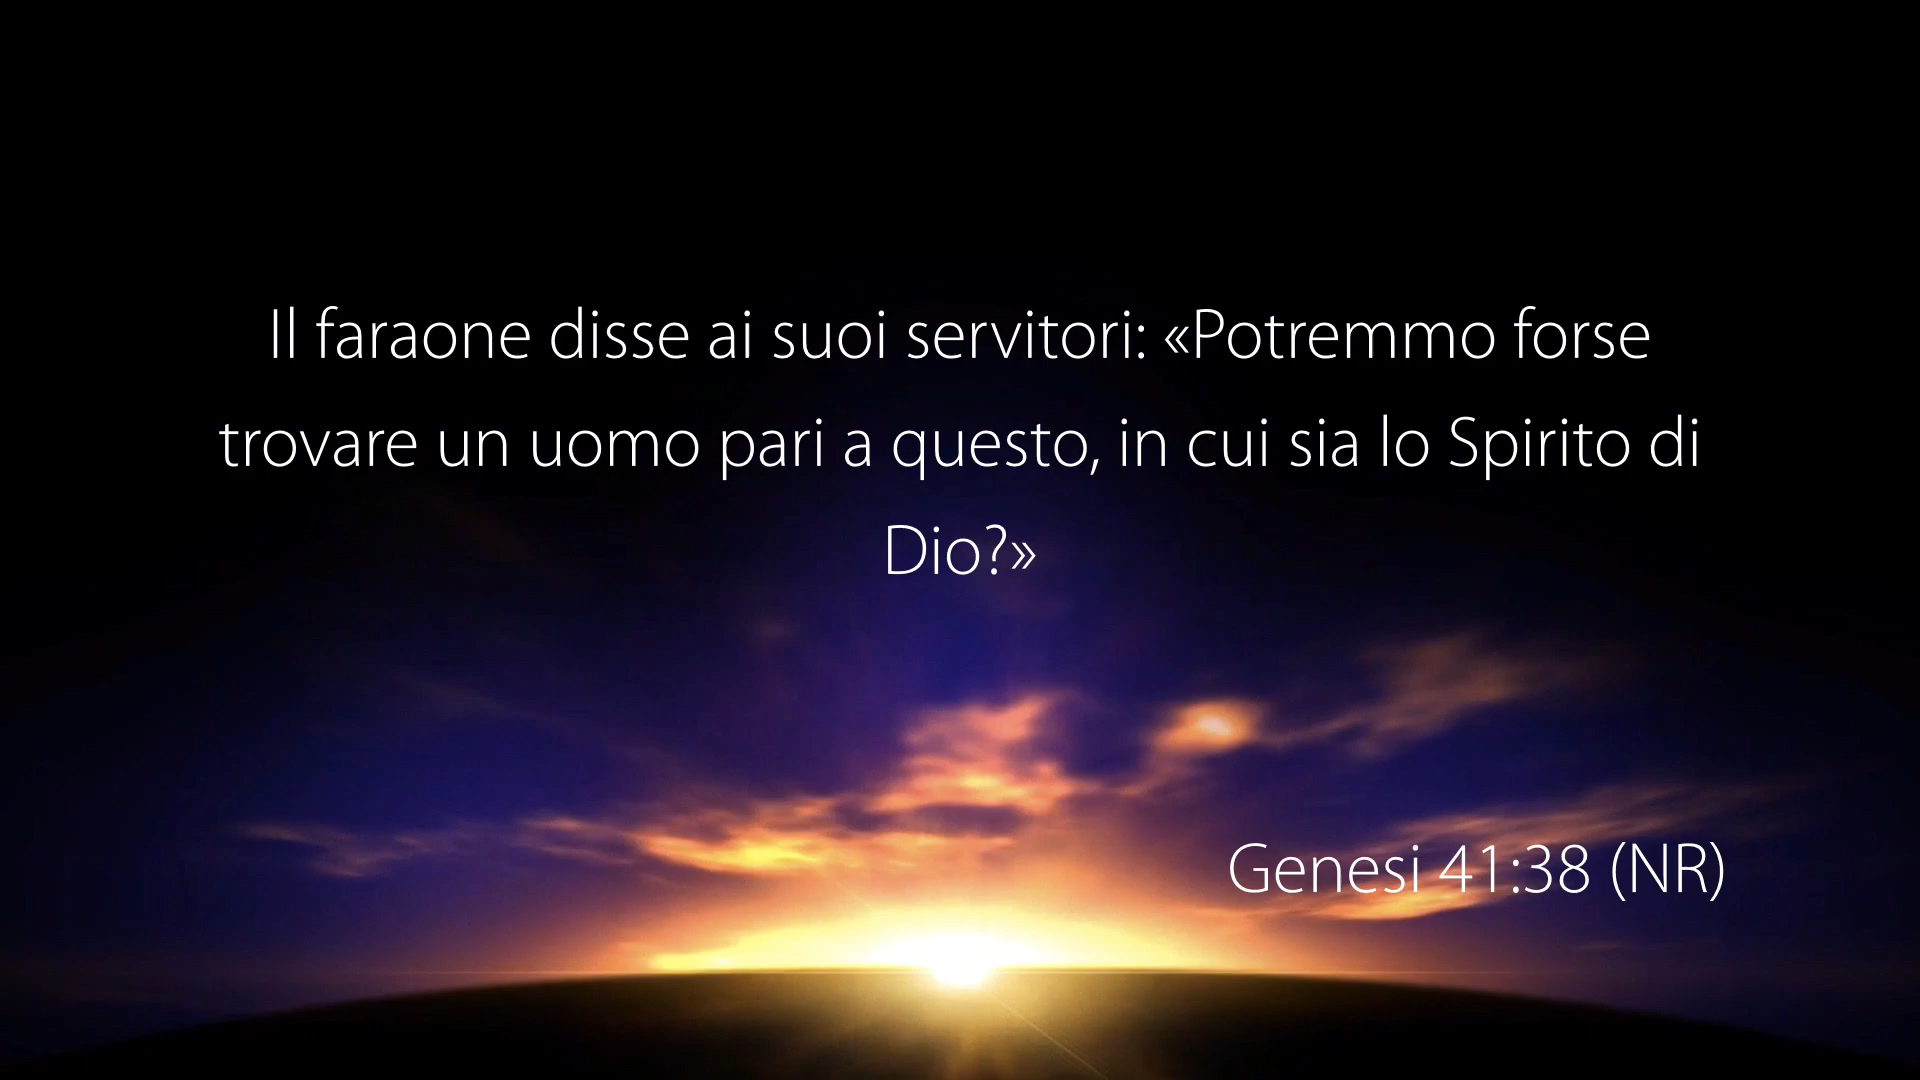 Il faraone disse ai suoi servitori: «Potremmo forse
trovare un uomo pari a questo, in cui sia lo Spirito di
Dio?»
Genesi 41:38 (NR)